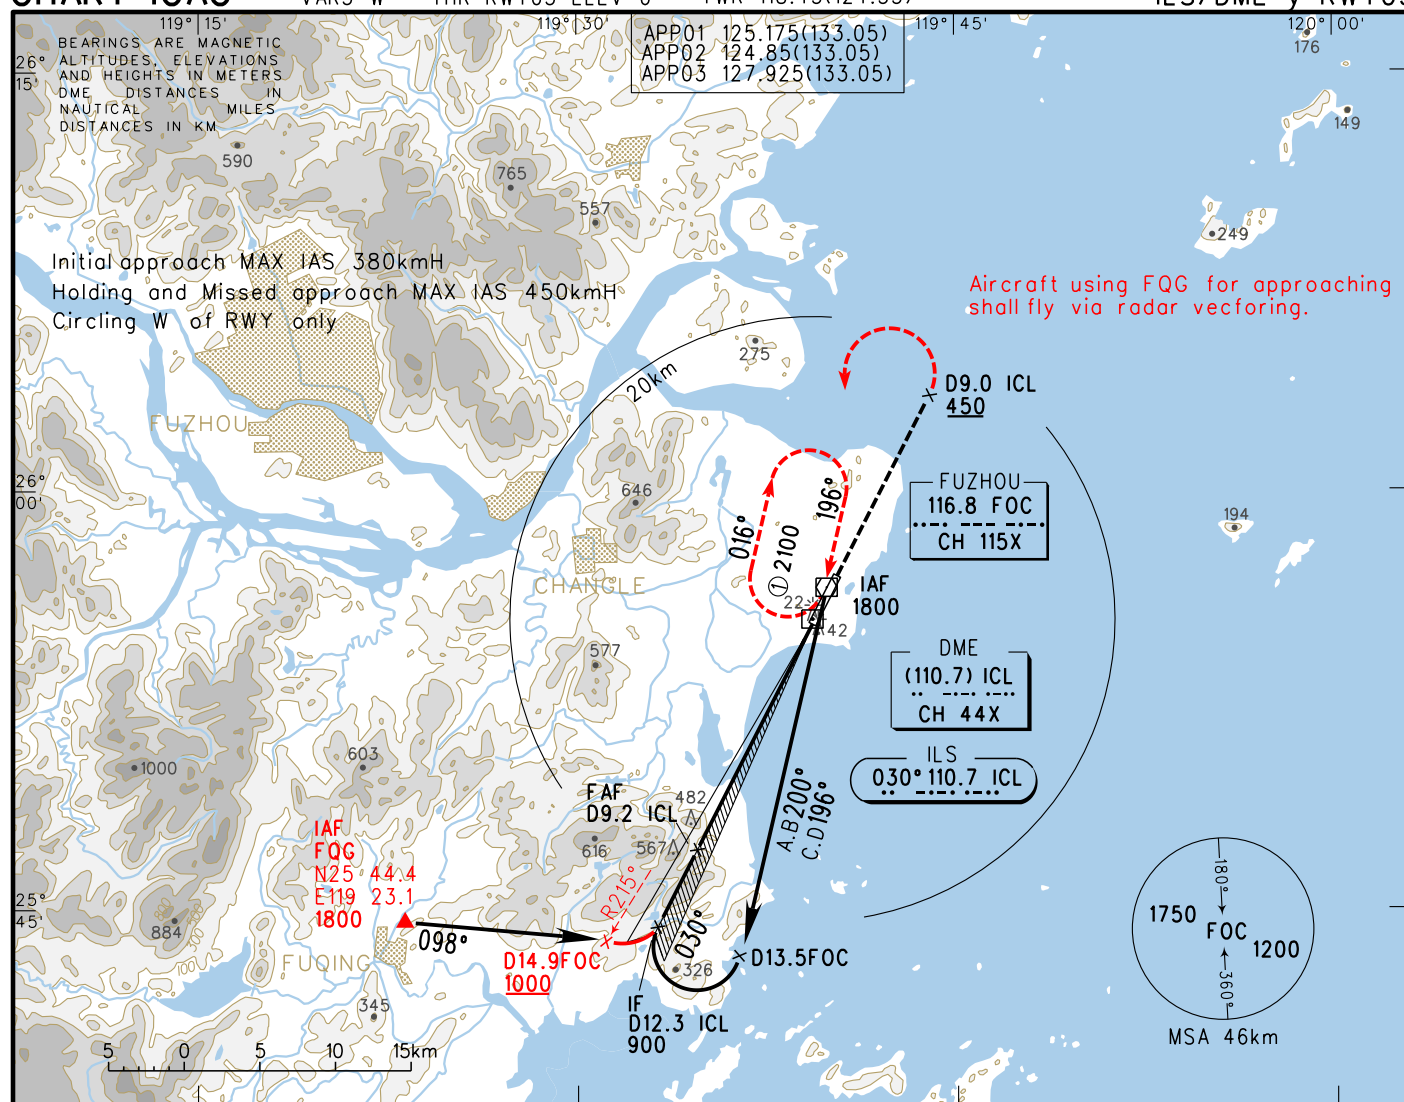 119° 15'
119° 30'
119° 45'
120° 00'
BEARINGS ARE MAGNETIC
ALTITUDES, ELEVATIONS
AND HEIGHTS IN METERS
DME DISTANCES IN
NAUTICAL MILES
DISTANCES IN KM
26°
15'
APP01 125.175(133.05)
APP02 124.85(133.05)
APP03 127.925(133.05)
176
149
590
765
557
249
Initial approach MAX IAS 380kmH
Holding and Missed approach MAX IAS 450kmH
Circling W of RWY only
Aircraft using FQG for approaching
shall fly via radar vecforing.
275
20km
D9.0 ICL
450
FUZHOU
26°
00'
646
016°
① 2100
196°
FUZHOU
116.8 FOC
CH 115X
194
CHANGLE
IAF
1800
22
42
577
DME
(110.7) ICL
CH 44X
1000
603
ILS
030° 110.7 ICL
FAF
D9.2 ICL
482
616
567
A.B200°
C.D196°
IAF
FQG
N25 44.4
E119 23.1
1800
R215°
25°
45'
884
300
100
098°
030°
FUQING
D14.9FOC
1000
D13.5FOC
326
345
IF
D12.3 ICL
900
180°
1750
FOC
1200
360°
MSA 46km
5 0 5 10 15km